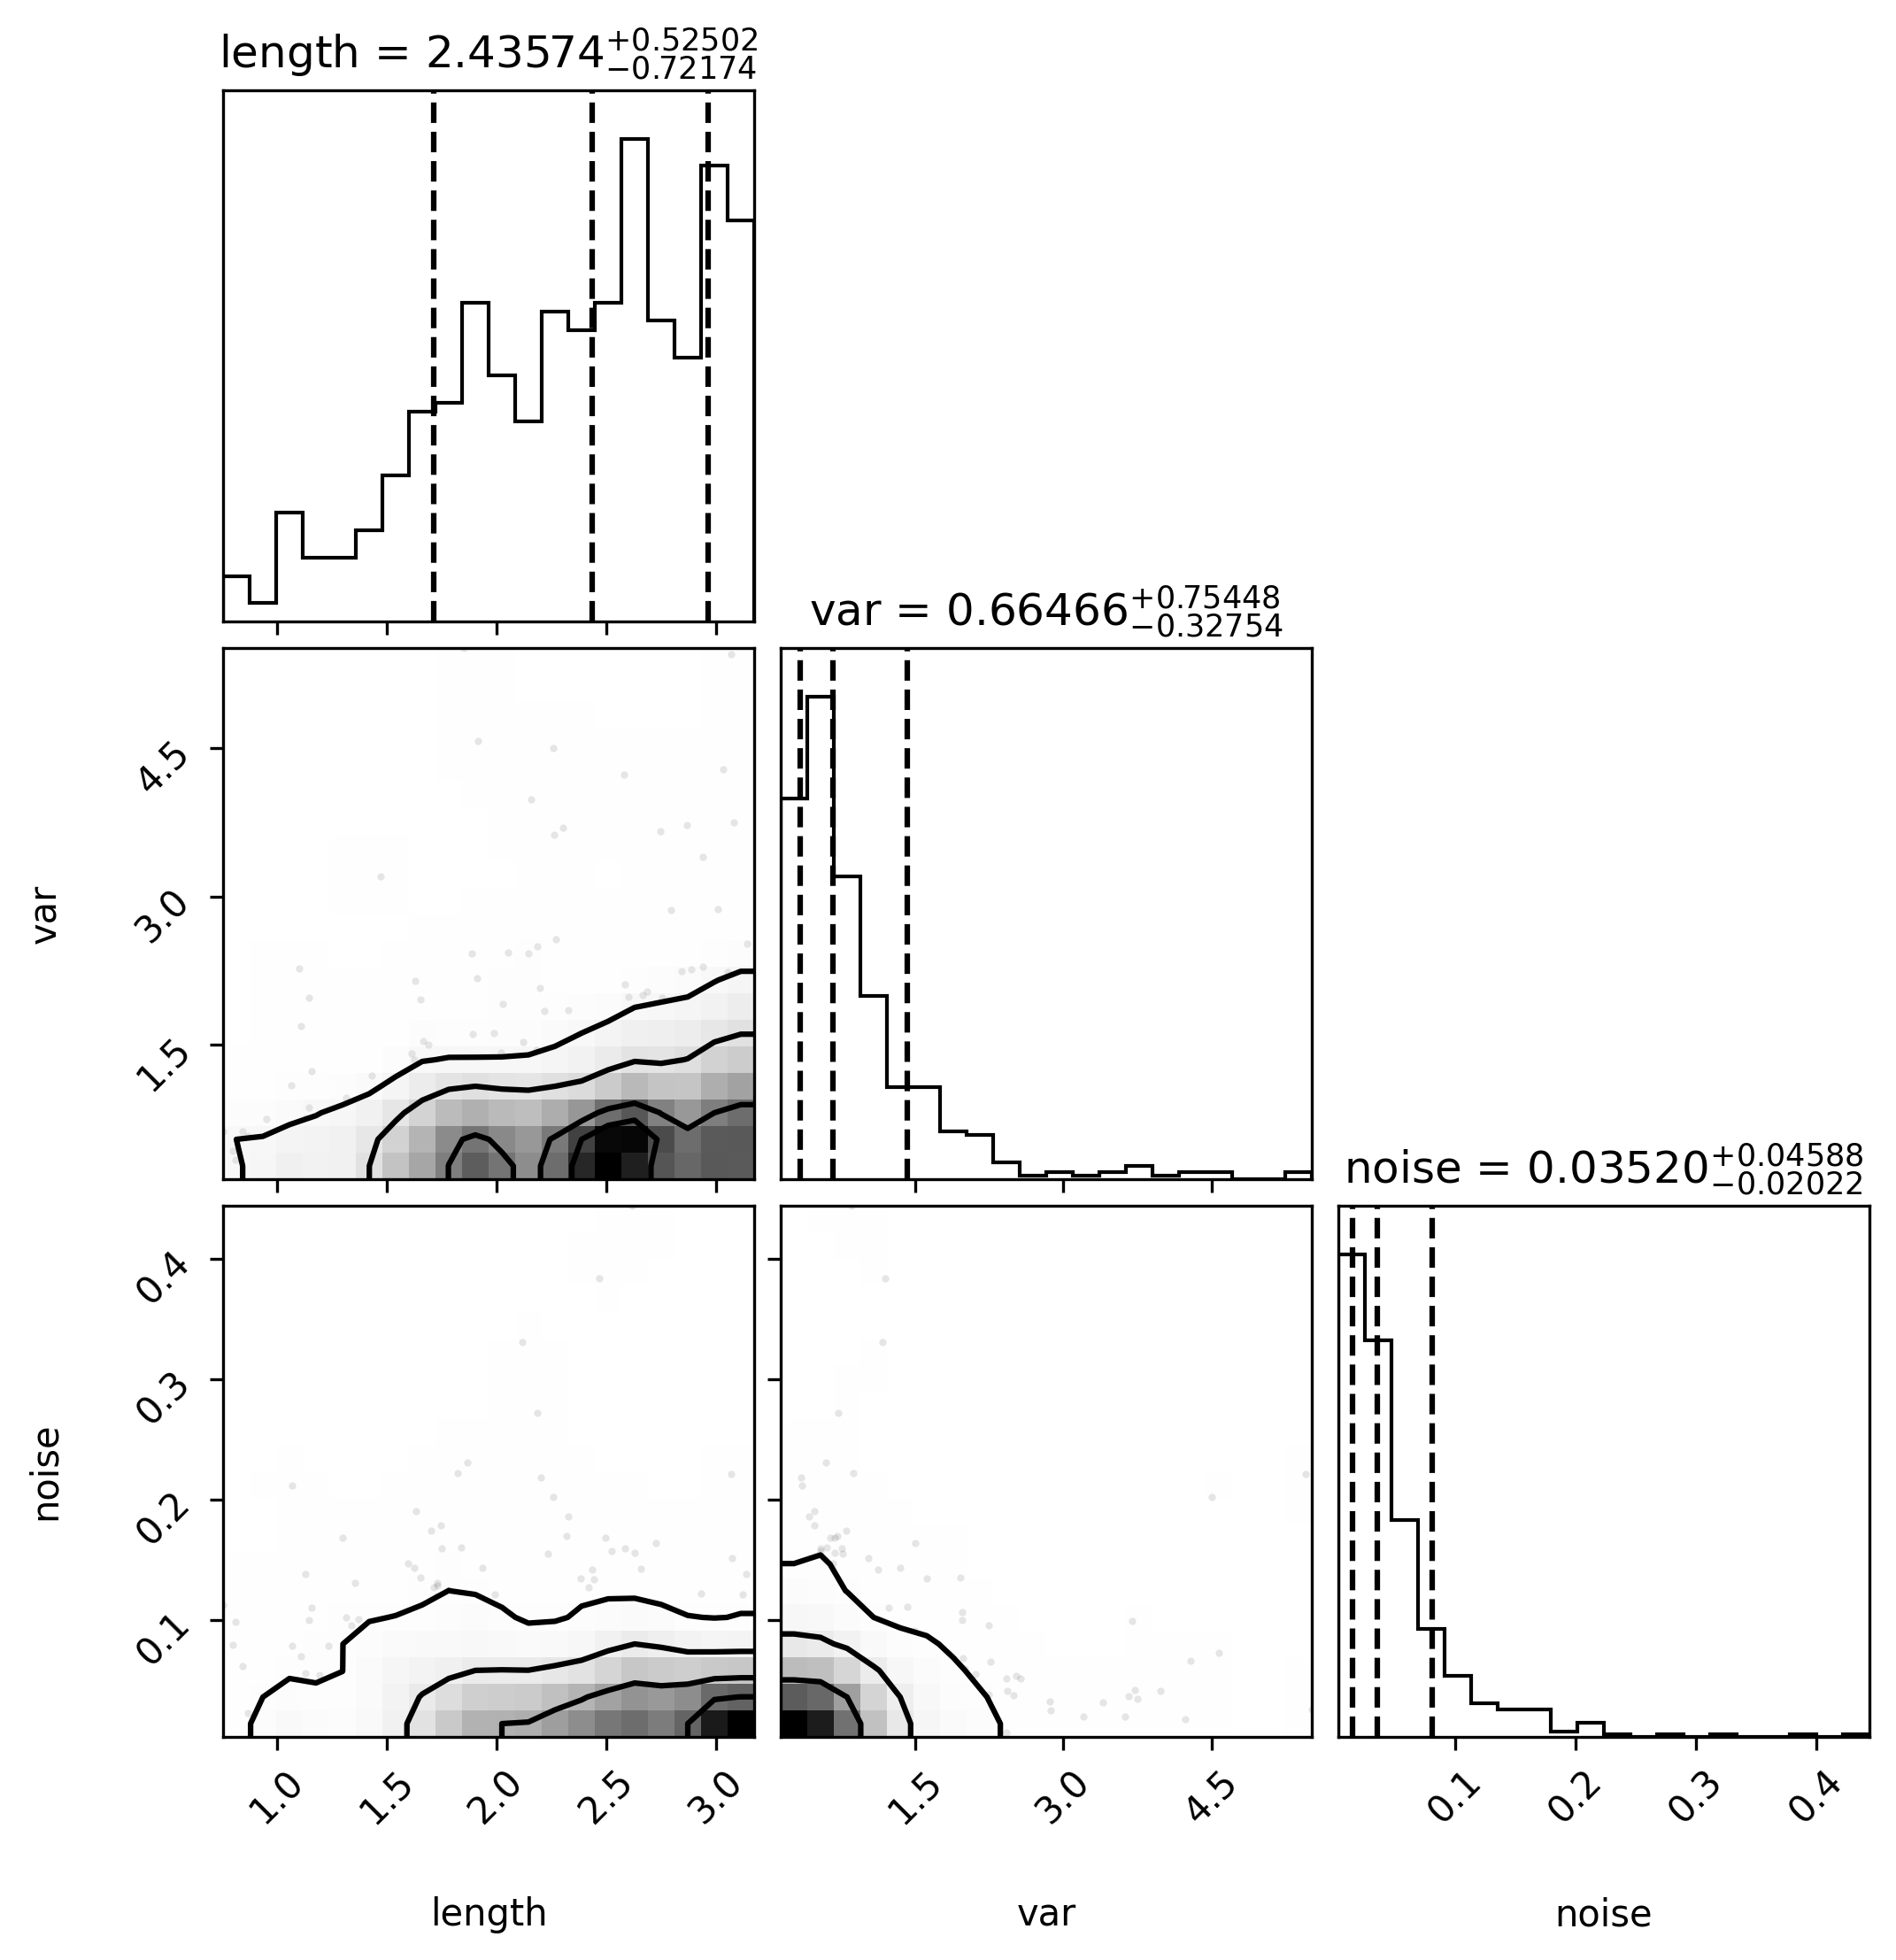 length = 2.43574+0.52502−0.72174
var = 0.66466+0.75448−0.32754
4.5
3.0
1.5
var
noise = 0.03520+0.04588−0.02022
0.4
0.3
0.2
0.1
noise
1.0 1.5 2.0 2.5 3.0 1.5 3.0 4.5 0.1 0.2 0.3 0.4
length var noise